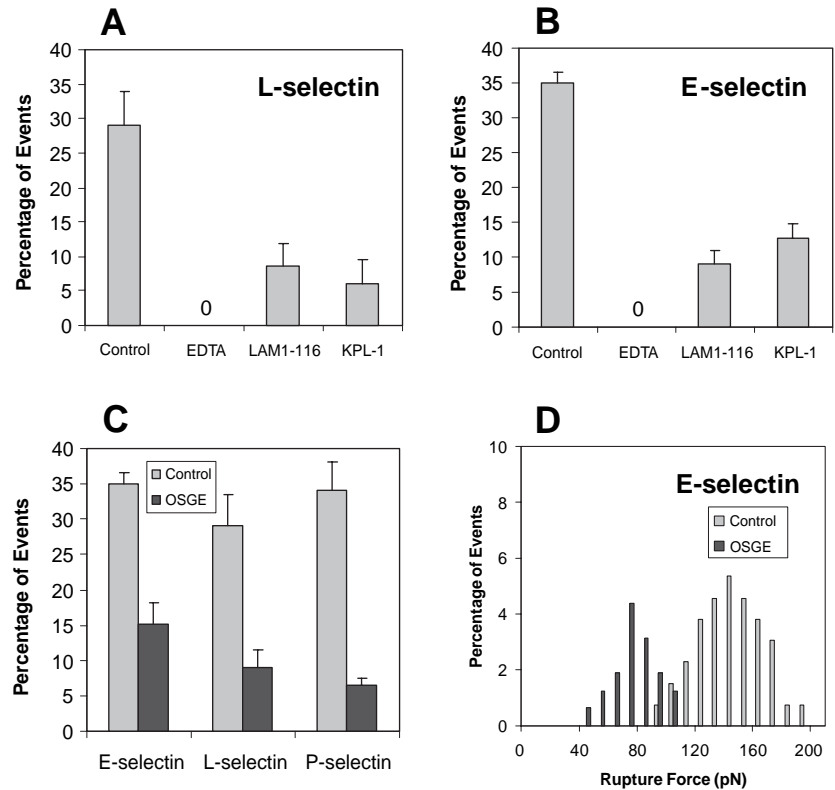 A
L-selectin
Percentage of Events
40
35
30
25
20
15
10
5
0
0
Control EDTA LAM1-116 KPL-1
B
E-selectin
Percentage of Events
40
35
30
25
20
15
10
5
0
0
Control EDTA LAM1-116 KPL-1
C
Control
OSGE
Percentage of Events
40
35
30
25
20
15
10
5
0
E-selectin L-selectin P-selectin
D
E-selectin
Control
OSGE
Percentage of Events
10
8
6
4
2
0
0 40 80 120 160 200
Rupture Force (pN)